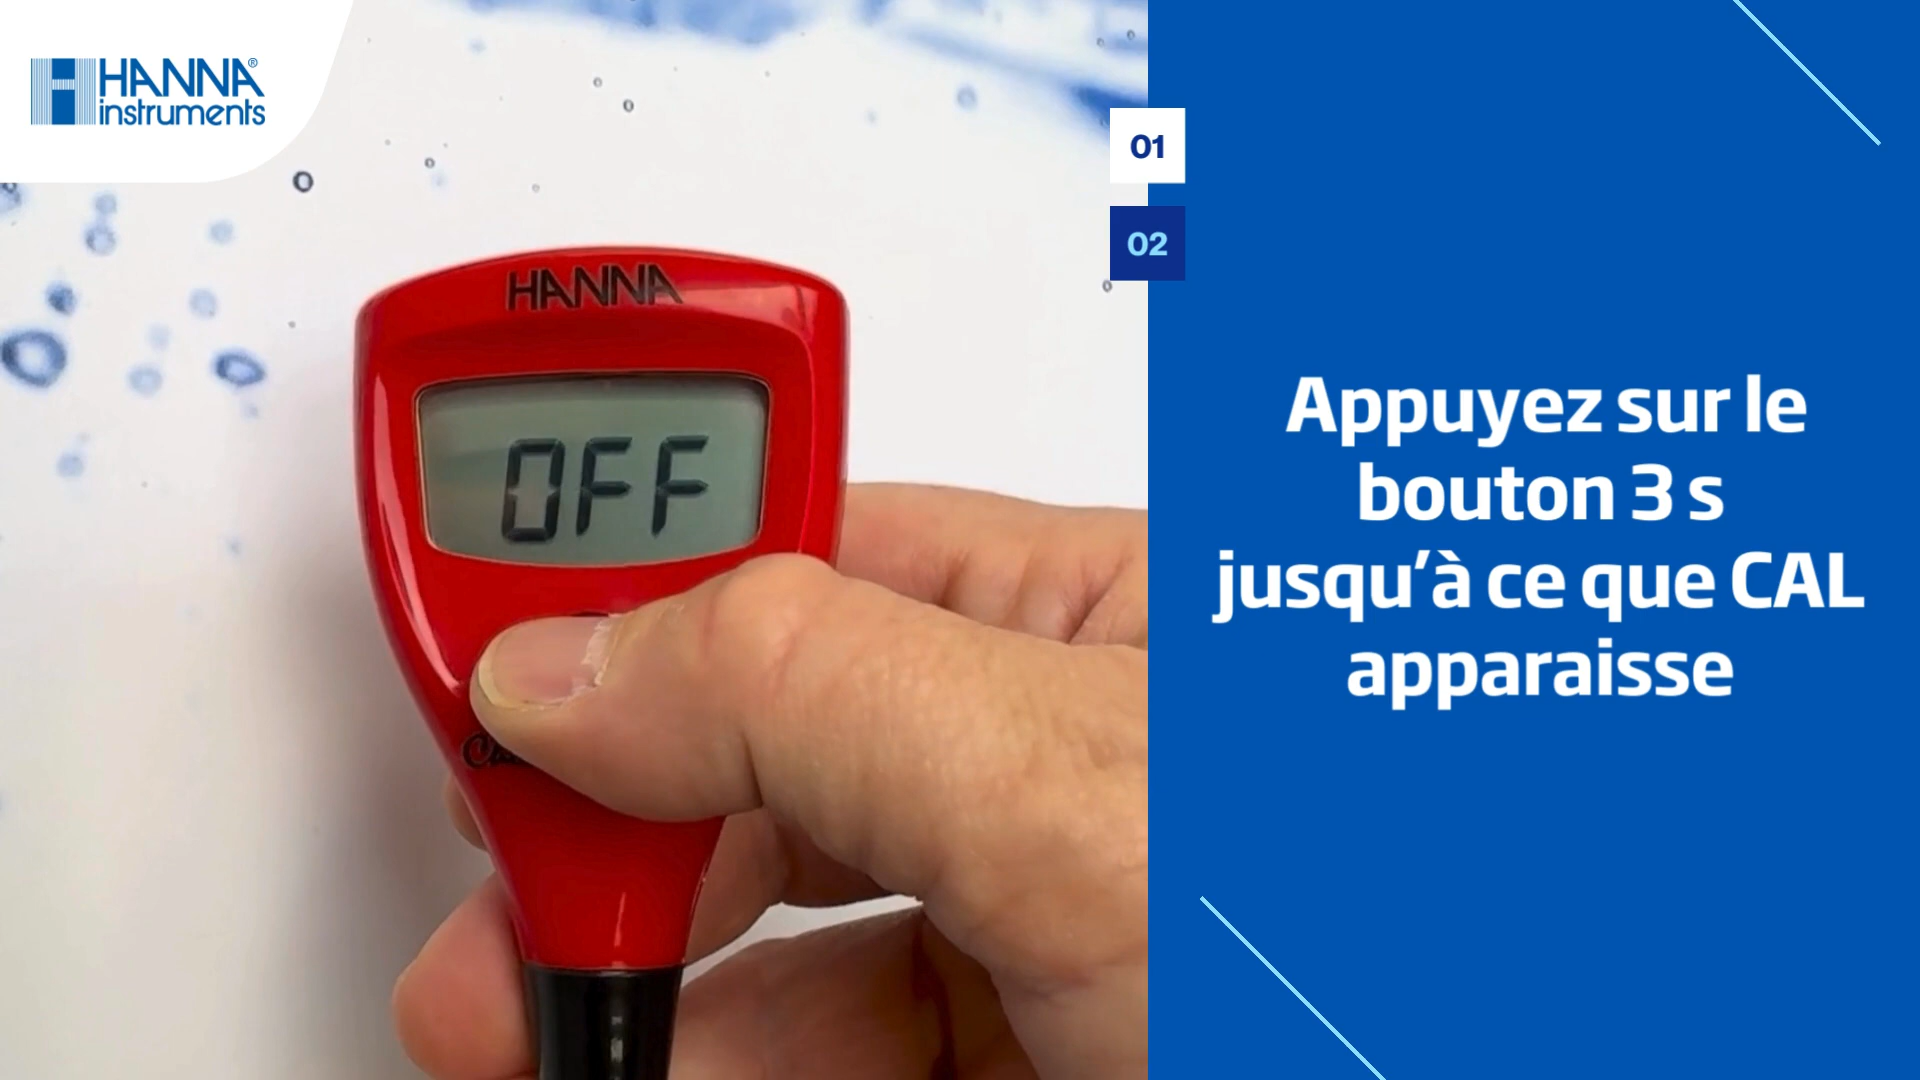 HANNA®
instruments
01
02
HANNA
OFF
Appuyez sur le
bouton 3 s
jusqu’à ce que CAL
apparaisse